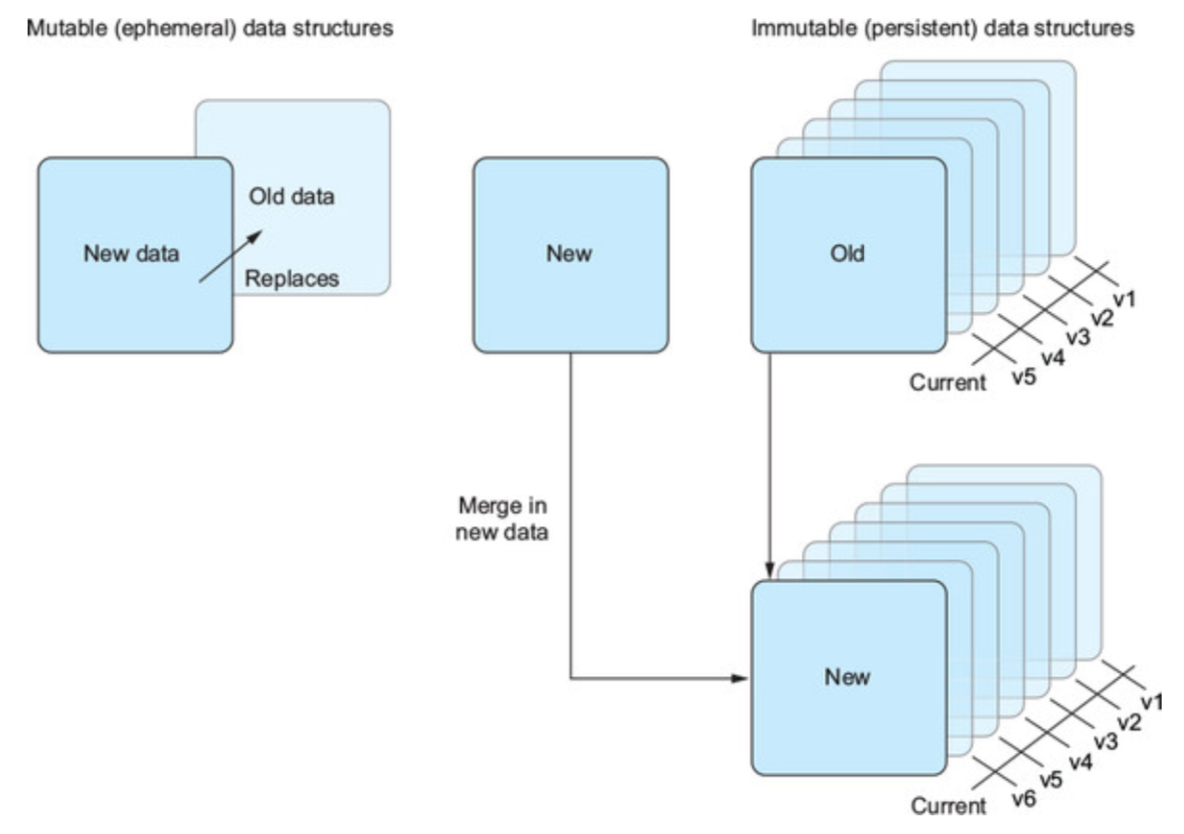 Mutable (ephemeral) data structures
Immutable (persistent) data structures
Old data
New data
Replaces
New
Old
v1
v2
v3
v4
v5
Current
Merge in
new data
New
v1
v2
v3
v4
v5
v6
Current